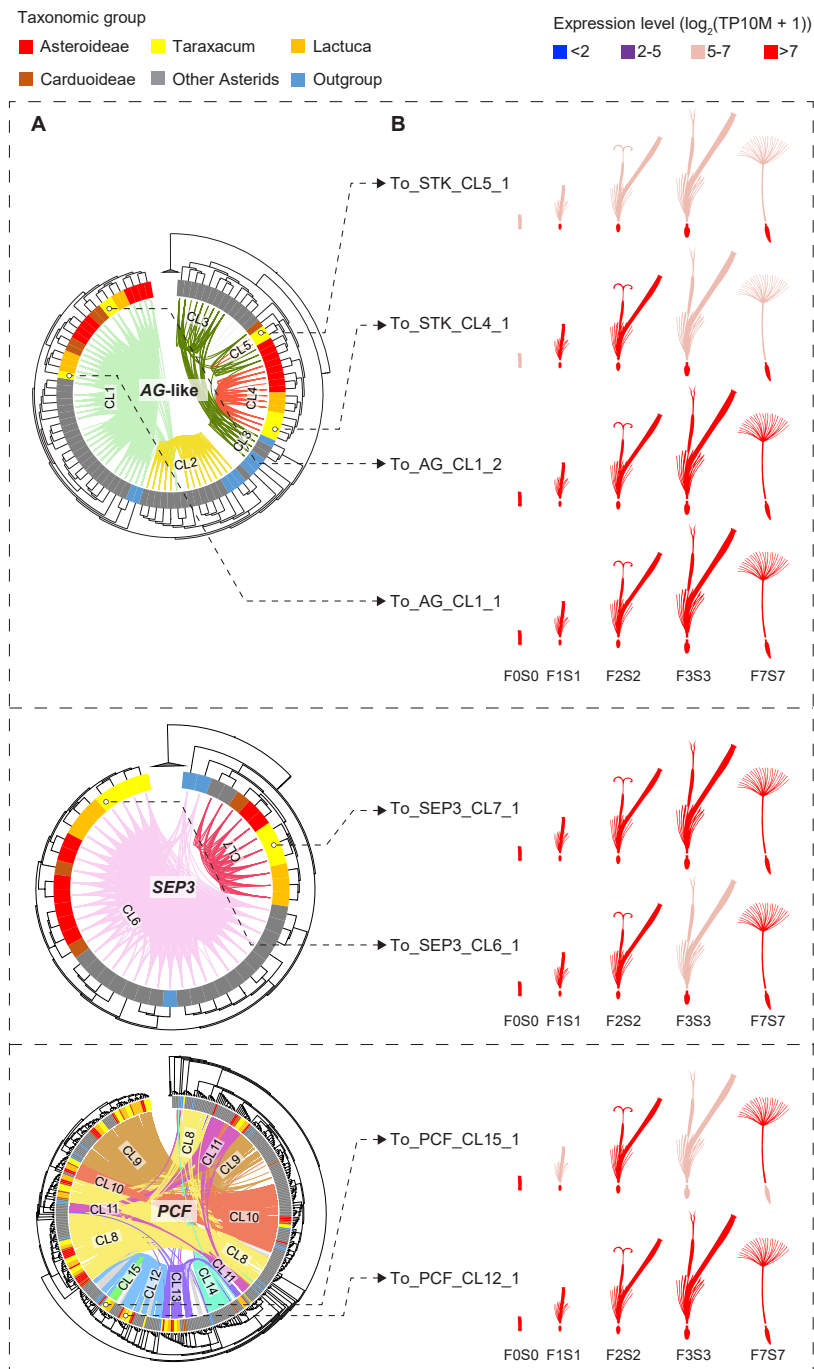 Taxonomic group
Expression level (log2(TP10M + 1))
Asteroideae
Taraxacum
Lactuca
<2
2-5
5-7
>7
Carduoideae
Other Asterids
Outgroup
A
B
To_STK_CL5_1
To_STK_CL4_1
To_AG_CL1_2
To_AG_CL1_1
CL3
CL5
CL1
AG-like
CL4
CL3
CL2
F0S0 F1S1 F2S2 F3S3 F7S7
To_SEP3_CL7_1
To_SEP3_CL6_1
CL7
SEP3
CL6
F0S0 F1S1 F2S2 F3S3 F7S7
To_PCF_CL15_1
To_PCF_CL12_1
CL8
CL11
CL9
CL9
CL10
CL11
PCF
CL10
CL8
CL8
CL15
CL12
CL13
CL14
CL11
F0S0 F1S1 F2S2 F3S3 F7S7